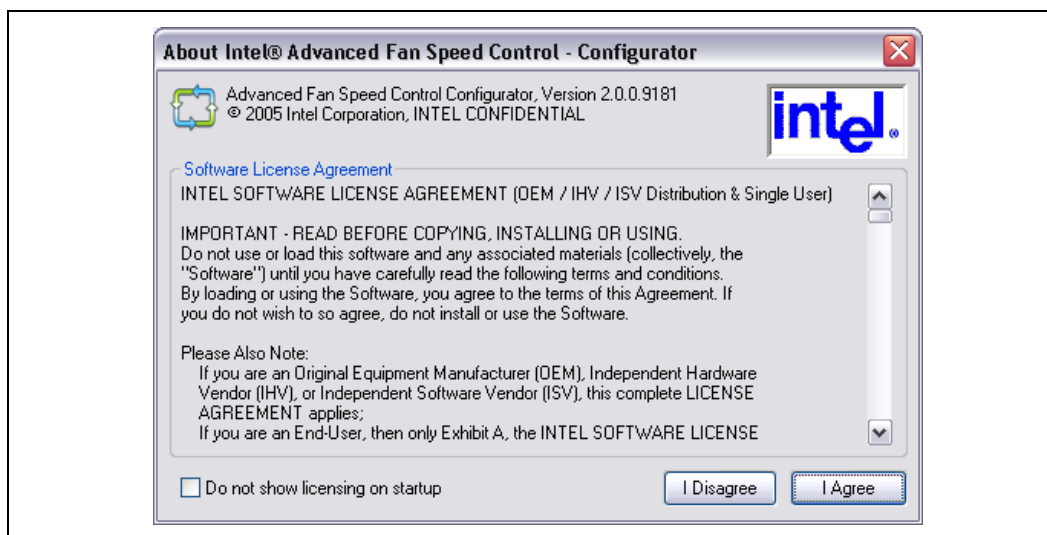 About Intel® Advanced Fan Speed Control - Configurator
Advanced Fan Speed Control Configurator, Version 2.0.0.9181
© 2005 Intel Corporation, INTEL CONFIDENTIAL
intel®
Software License Agreement
INTEL SOFTWARE LICENSE AGREEMENT (OEM / IHV / ISV Distribution & Single User)
IMPORTANT - READ BEFORE COPYING, INSTALLING OR USING.
Do not use or load this software and any associated materials (collectively, the
"Software") until you have carefully read the following terms and conditions.
By loading or using the Software, you agree to the terms of this Agreement. If
you do not wish to so agree, do not install or use the Software.
Please Also Note:
If you are an Original Equipment Manufacturer (OEM), Independent Hardware
Vendor (IHV), or Independent Software Vendor (ISV), this complete LICENSE
AGREEMENT applies;
If you are an End-User, then only Exhibit A, the INTEL SOFTWARE LICENSE
Do not show licensing on startup
I Disagree
I Agree